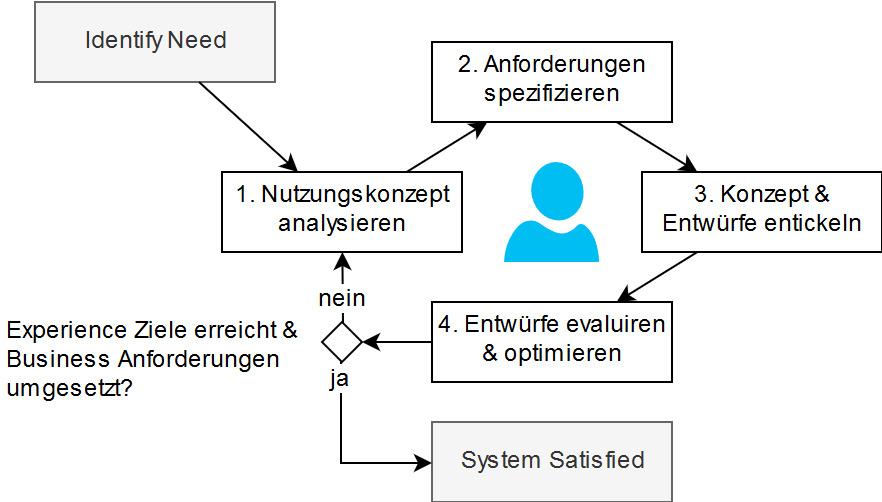 Identify Need
2. Anforderungen
spezifizieren
1. Nutzungskonzept
analysieren
3. Konzept &
Entwürfe entickeln
nein
4. Entwürfe evaluiren
& optimieren
Experience Ziele erreicht &
Business Anforderungen
umgesetzt?
ja
System Satisfied